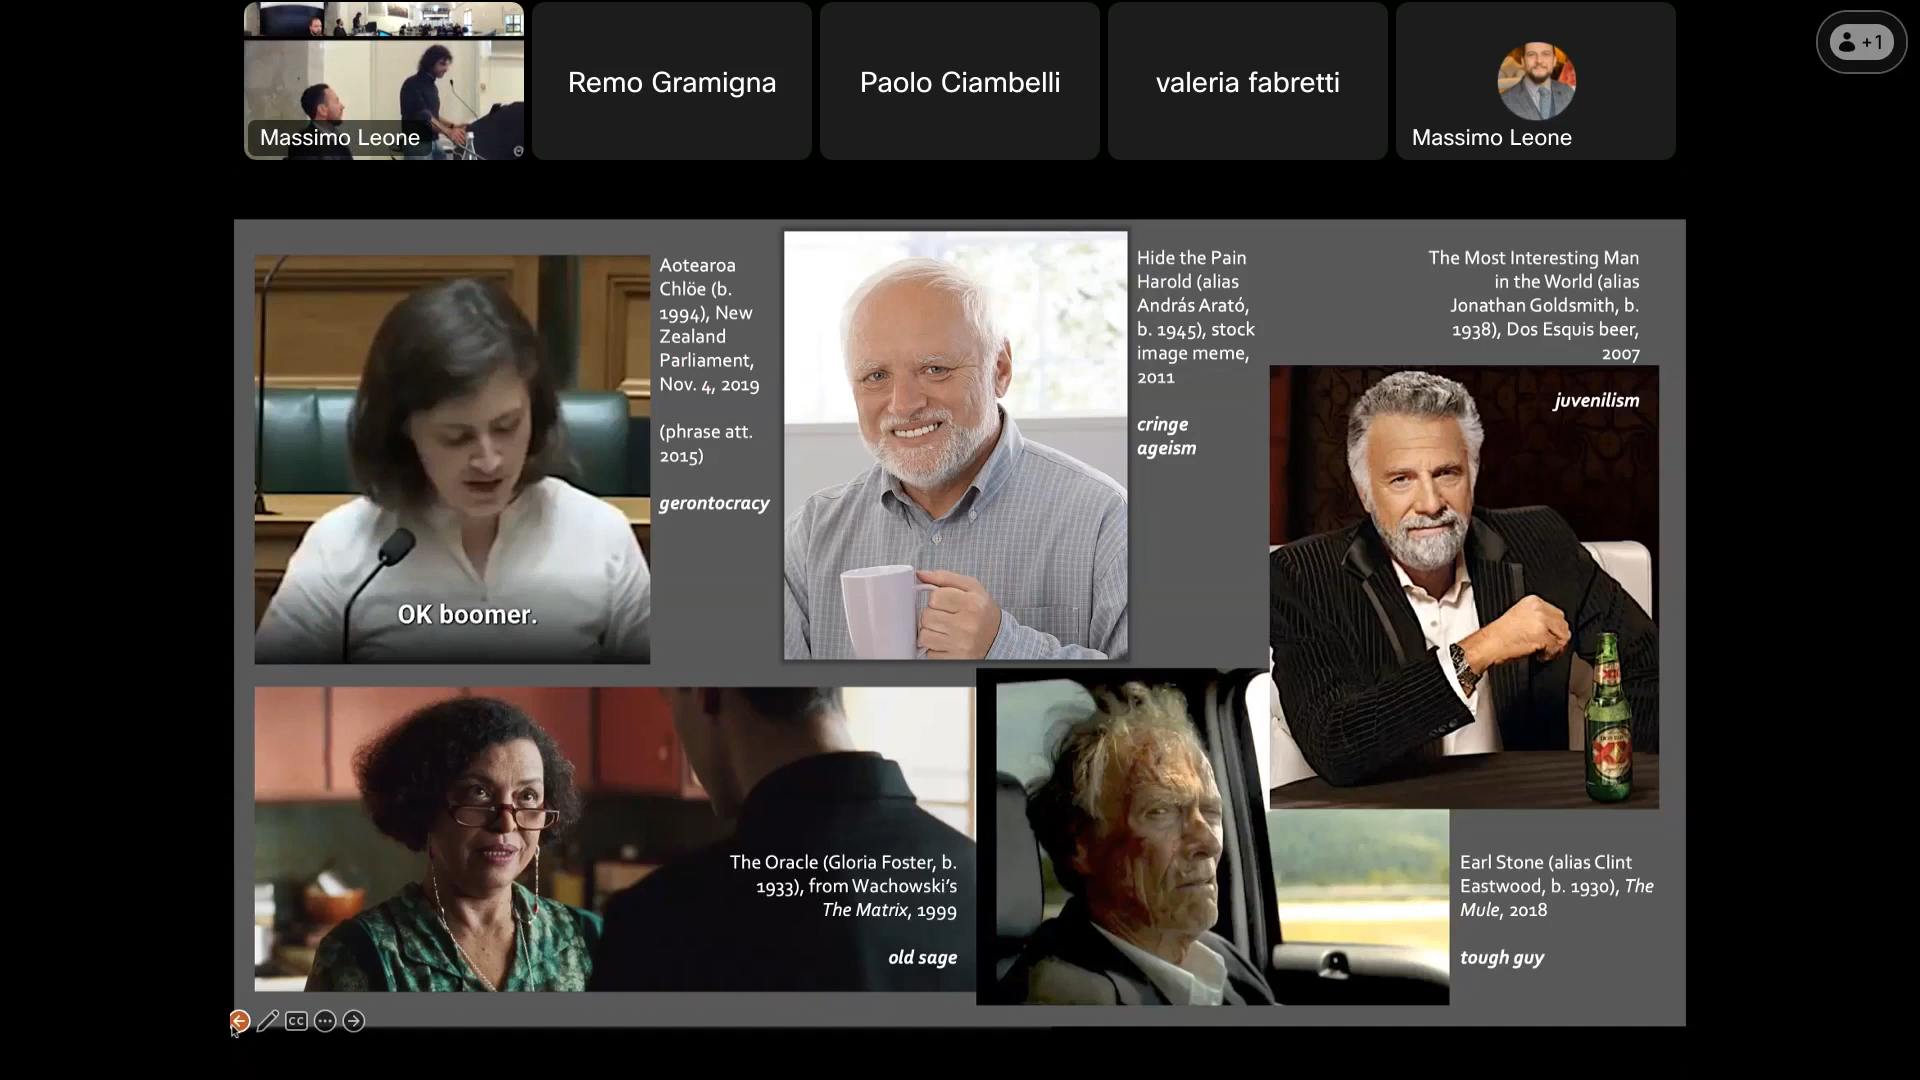 Massimo Leone
Remo Gramigna
Paolo Ciambelli
valeria fabretti
Massimo Leone
+1
Aotearoa
Chlöe (b.
1994), New
Zealand
Parliament,
Nov. 4, 2019
(phrase att.
2015)
gerontocracy
OK boomer.
Hide the Pain
Harold (alias
András Arató,
b. 1945), stock
image meme,
2011
cringe
ageism
The Most Interesting Man
in the World (alias
Jonathan Goldsmith, b.
1938), Dos Esquis beer,
2007
juvenilism
XX
The Oracle (Gloria Foster, b.
1933), from Wachowski's
The Matrix, 1999
old sage
Earl Stone (alias Clint
Eastwood, b. 1930), The
Mule, 2018
tough guy
CC